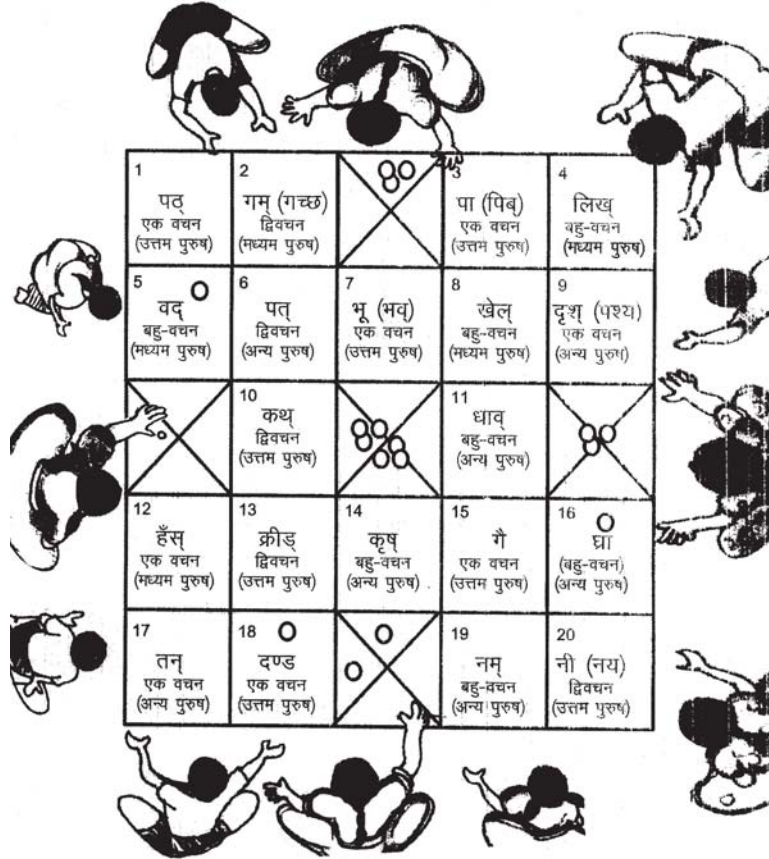 1
पठ्
एक वचन
(उत्तम पुरुष)
2
गम् (गच्छ)
द्विवचन
(मध्यम पुरुष)
3
पा (पिब्)
एक वचन
(उत्तम पुरुष)
4
लिख्
बहु-वचन
(मध्यम पुरुष)
5
वद्
बहु-वचन
(मध्यम पुरुष)
6
पत्
द्विवचन
(अन्य पुरुष)
7
भू (भव्)
एक वचन
(उत्तम पुरुष)
8
खेल्
बहु-वचन
(मध्यम पुरुष)
9
दृश् (पश्य)
एक वचन
(अन्य पुरुष)
10
कथ्
द्विवचन
(उत्तम पुरुष)
11
धाव्
बहु-वचन
(अन्य पुरुष)
12
हँस्
एक वचन
(मध्यम पुरुष)
13
क्रीड्
द्विवचन
(उत्तम पुरुष)
14
कृष्
बहु-वचन
(अन्य पुरुष)
15
गै
एक वचन
(उत्तम पुरुष)
16
घ्रा
(बहु-वचन)
(अन्य पुरुष)
17
तन्
एक वचन
(अन्य पुरुष)
18
दण्ड
एक वचन
(उत्तम पुरुष)
19
नम्
बहु-वचन
(अन्य पुरुष)
20
नी (नय)
द्विवचन
(उत्तम पुरुष)